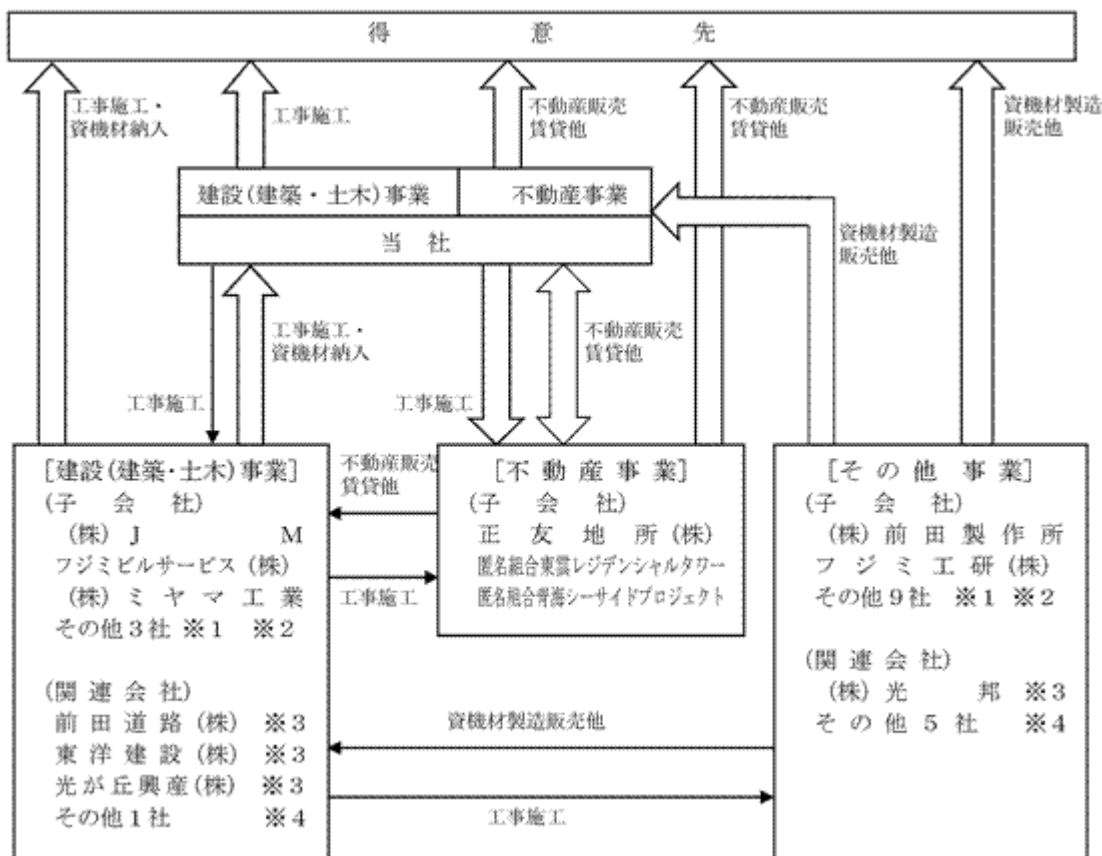 得意先
工事施工・
資機材納入
工事施工
不動産販売
賃貸他
不動産販売
賃貸他
資機材製造
販売他
建設(建築・土木)事業
不動産事業
当社
資機材製造
販売他
工事施工・
資機材納入
不動産販売
賃貸他
工事施工
工事施工
[建設(建築・土木)事業]
(子会社)
(株)JM
フジミビルサービス(株)
(株)ミヤマ工業
その他3社 ※1 ※2
(関連会社)
前田道路(株) ※3
東洋建設(株) ※3
光が丘興産(株) ※3
その他1社 ※4
不動産販売
賃貸他
工事施工
[不動産事業]
(子会社)
正友地所(株)
匿名組合東雲レジデンシャルタワー
匿名組合青海シーサイドプロジェクト
[その他事業]
(子会社)
(株)前田製作所
フジミ工研(株)
その他9社 ※1 ※2
(関連会社)
(株)光邦 ※3
その他5社 ※4
資機材製造販売他
工事施工